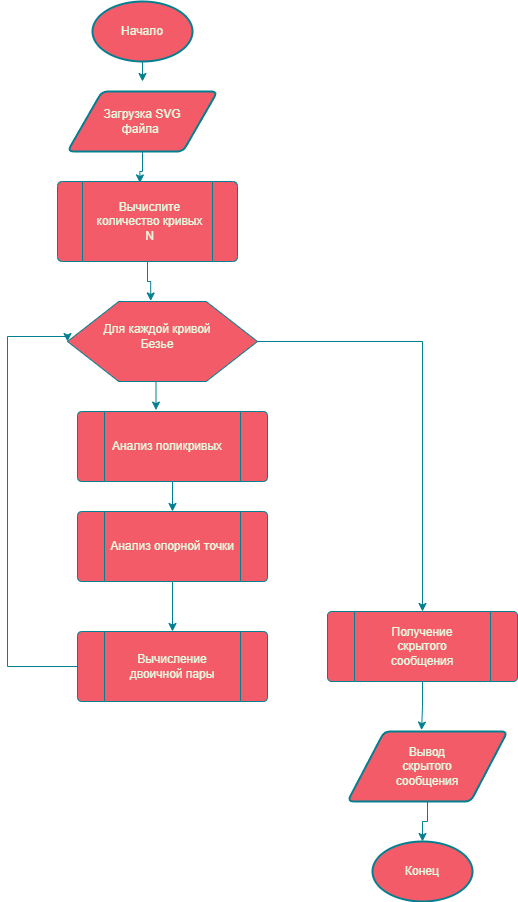 Начало
Загрузка SVG
файла
Вычислите
количество кривых
N
Для каждой кривой
Безье
Анализ поликривых
Анализ опорной точки
Вычисление
двоичной пары
Получение
скрытого
сообщения
Вывод
скрытого
сообщения
Конец